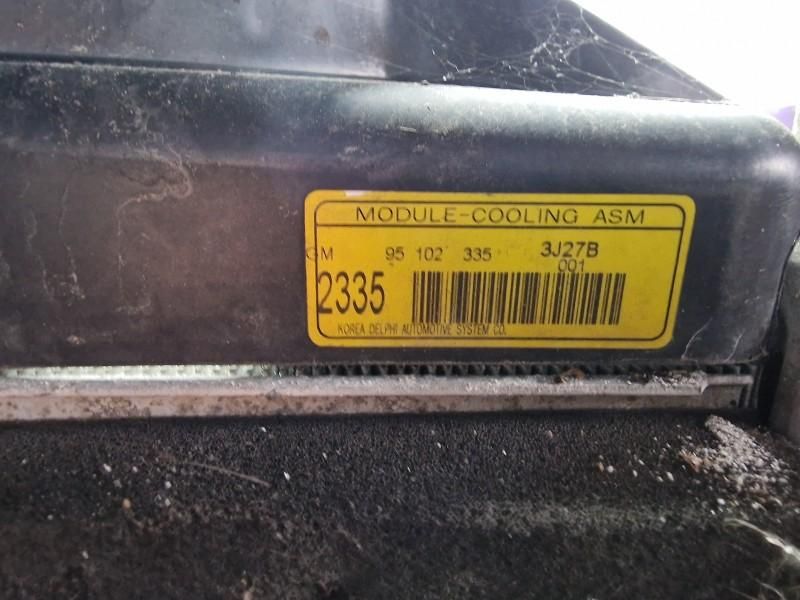 MODULE-COOLING ASM
GM 95 102 335 3J27B
001
2335
KOREA DELPHI AUTOMOTIVE SYSTEM CO.